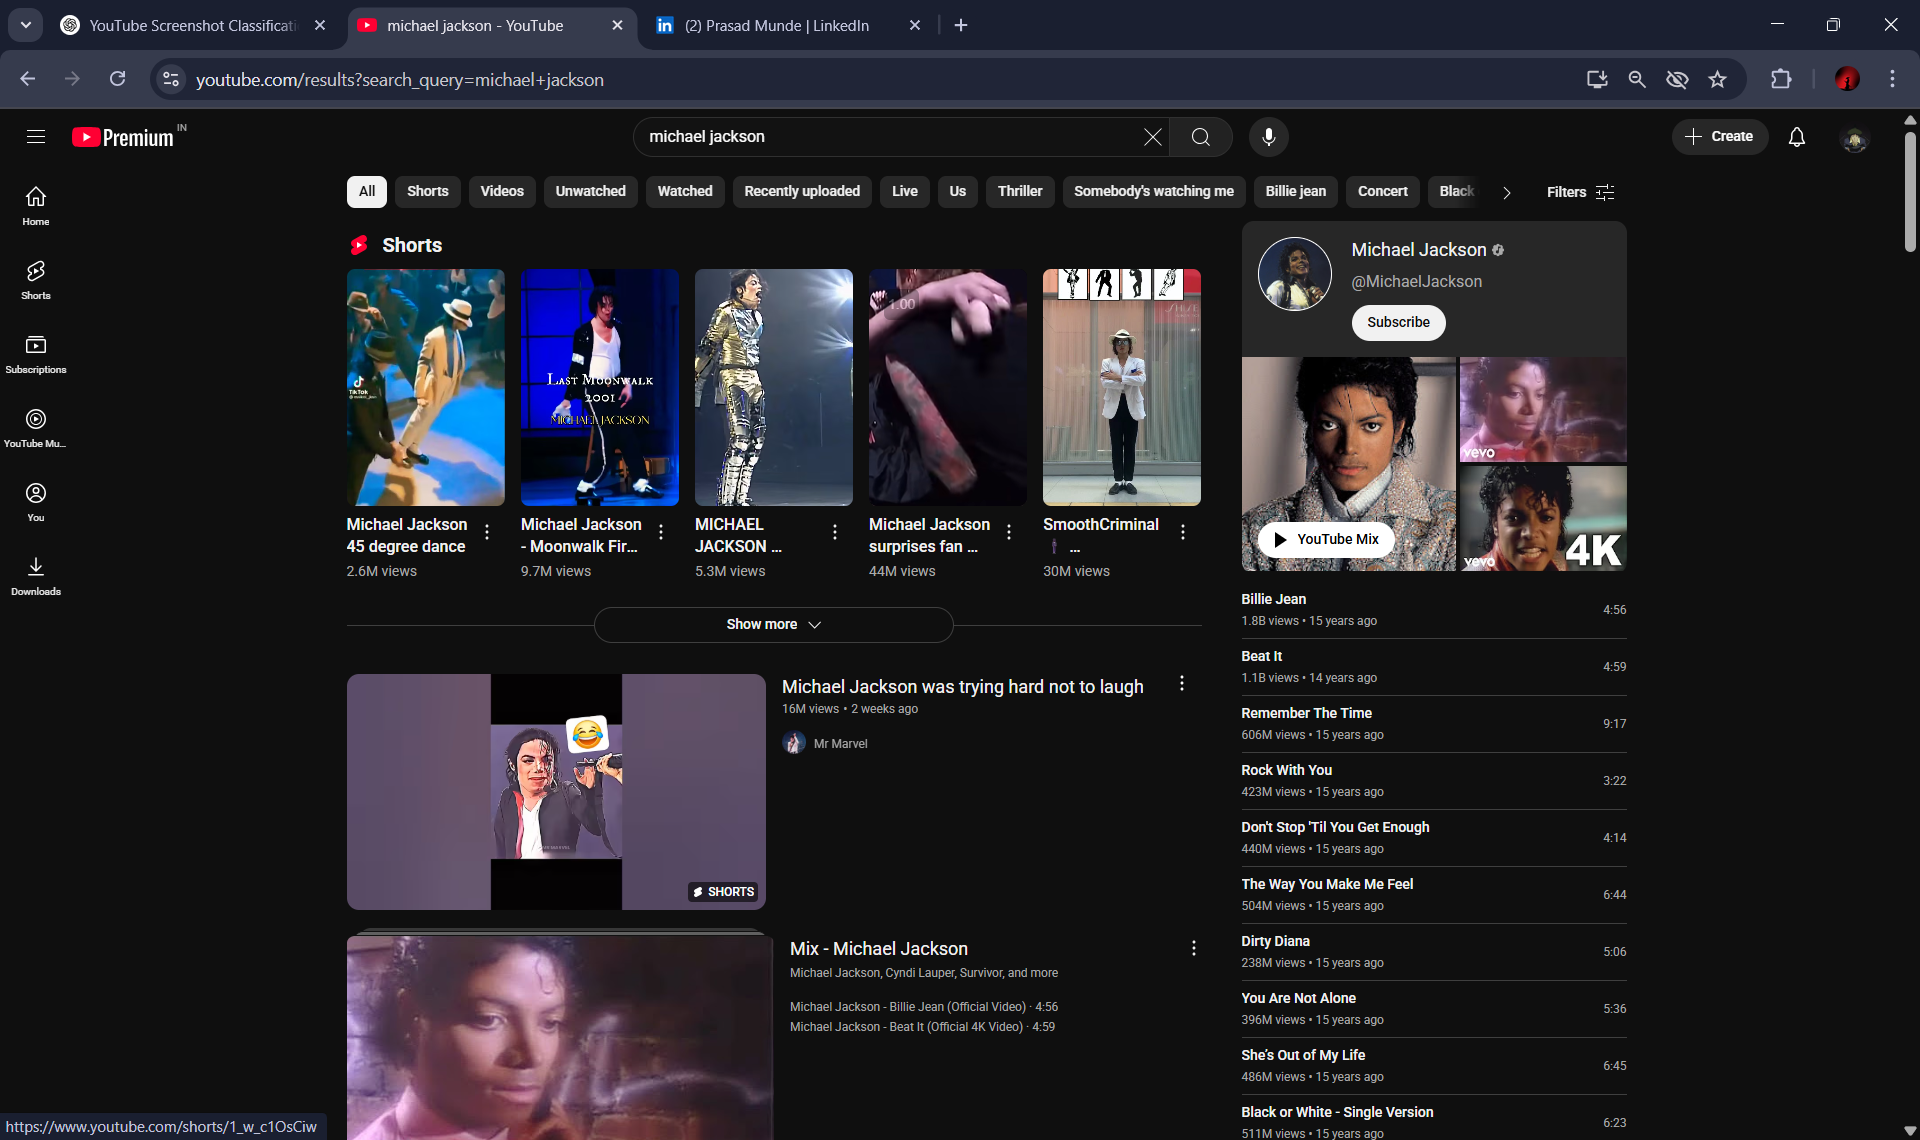 YouTube Screenshot Classificati
michael jackson - YouTube
(2) Prasad Munde | LinkedIn
youtube.com/results?search_query=michael+jackson
Premium IN
michael jackson
Create
All
Shorts
Videos
Unwatched
Watched
Recently uploaded
Live
Us
Thriller
Somebody's watching me
Billie jean
Concert
Black
Filters
Home
Shorts
Subscriptions
YouTube Mu...
You
Downloads
Shorts
TikTok
LAST MOONWALK
2001
MICHAEL JACKSON
1.00
Michael Jackson
45 degree dance
2.6M views
Michael Jackson
- Moonwalk Fir...
9.7M views
MICHAEL
JACKSON ...
5.3M views
Michael Jackson
surprises fan ...
44M views
SmoothCriminal
...
30M views
Show more
SHORTS
Michael Jackson was trying hard not to laugh
16M views • 2 weeks ago
Mr Marvel
Mix - Michael Jackson
Michael Jackson, Cyndi Lauper, Survivor, and more
Michael Jackson - Billie Jean (Official Video) · 4:56
Michael Jackson - Beat It (Official 4K Video) · 4:59
Michael Jackson
@MichaelJackson
Subscribe
YouTube Mix
vevo
vevo
4K
Billie Jean
1.8B views • 15 years ago
4:56
Beat It
1.1B views • 14 years ago
4:59
Remember The Time
606M views • 15 years ago
9:17
Rock With You
423M views • 15 years ago
3:22
Don't Stop 'Til You Get Enough
440M views • 15 years ago
4:14
The Way You Make Me Feel
504M views • 15 years ago
6:44
Dirty Diana
238M views • 15 years ago
5:06
You Are Not Alone
396M views • 15 years ago
5:36
She's Out of My Life
486M views • 15 years ago
6:45
Black or White - Single Version
511M views • 15 years ago
6:23
https://www.youtube.com/shorts/1_w_c1OsCiw